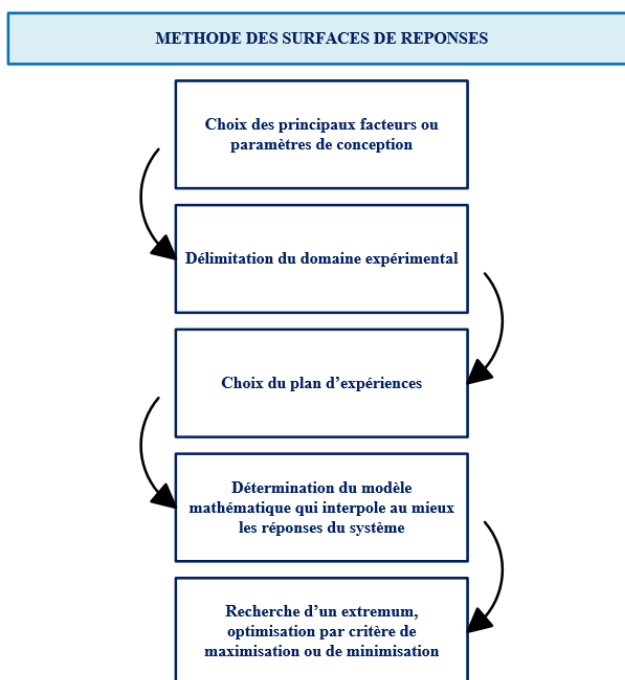 METHODE DES SURFACES DE REPONSES
Choix des principaux facteurs ou
paramètres de conception
Délimitation du domaine expérimental
Choix du plan d’expériences
Détermination du modèle
mathématique qui interpole au mieux
les réponses du système
Recherche d’un extremum,
optimisation par critère de
maximisation ou de minimisation